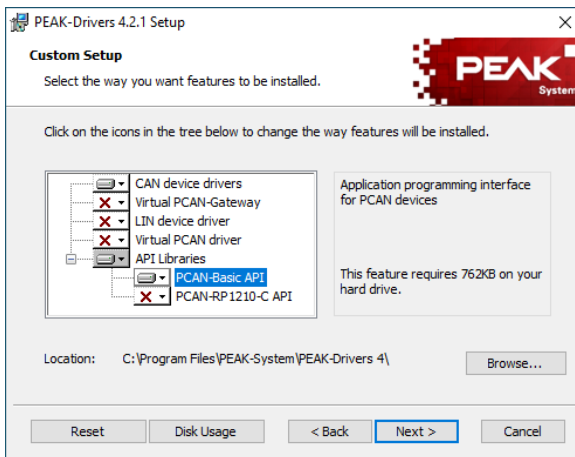 PEAK-Drivers 4.2.1 Setup
Custom Setup
Select the way you want features to be installed.
PEAK
System
Click on the icons in the tree below to change the way features will be installed.
CAN device drivers
Virtual PCAN-Gateway
LIN device driver
Virtual PCAN driver
API Libraries
PCAN-Basic API
PCAN-RP1210-C API
Application programming interface
for PCAN devices
This feature requires 762KB on your
hard drive.
Location: C:\Program Files\PEAK-System\PEAK-Drivers 4\
Browse...
Reset Disk Usage < Back Next > Cancel